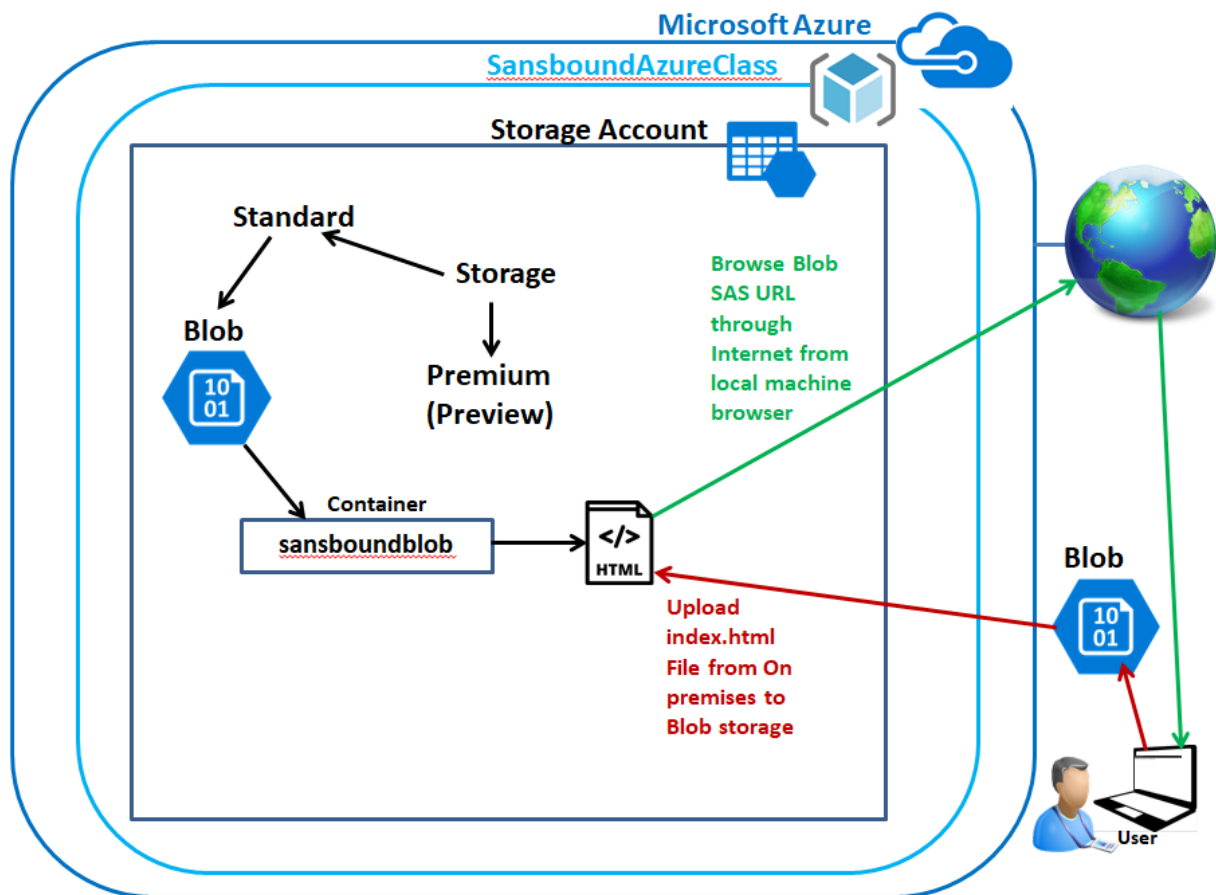 Microsoft Azure
SansboundAzureClass
Storage Account
Standard
Storage
Blob
10
01
Premium
(Preview)
Browse Blob
SAS URL
through
Internet from
local machine
browser
Container
sansboundblob
</>
HTML
Upload
index.html
File from On
premises to
Blob storage
Blob
10
01
User